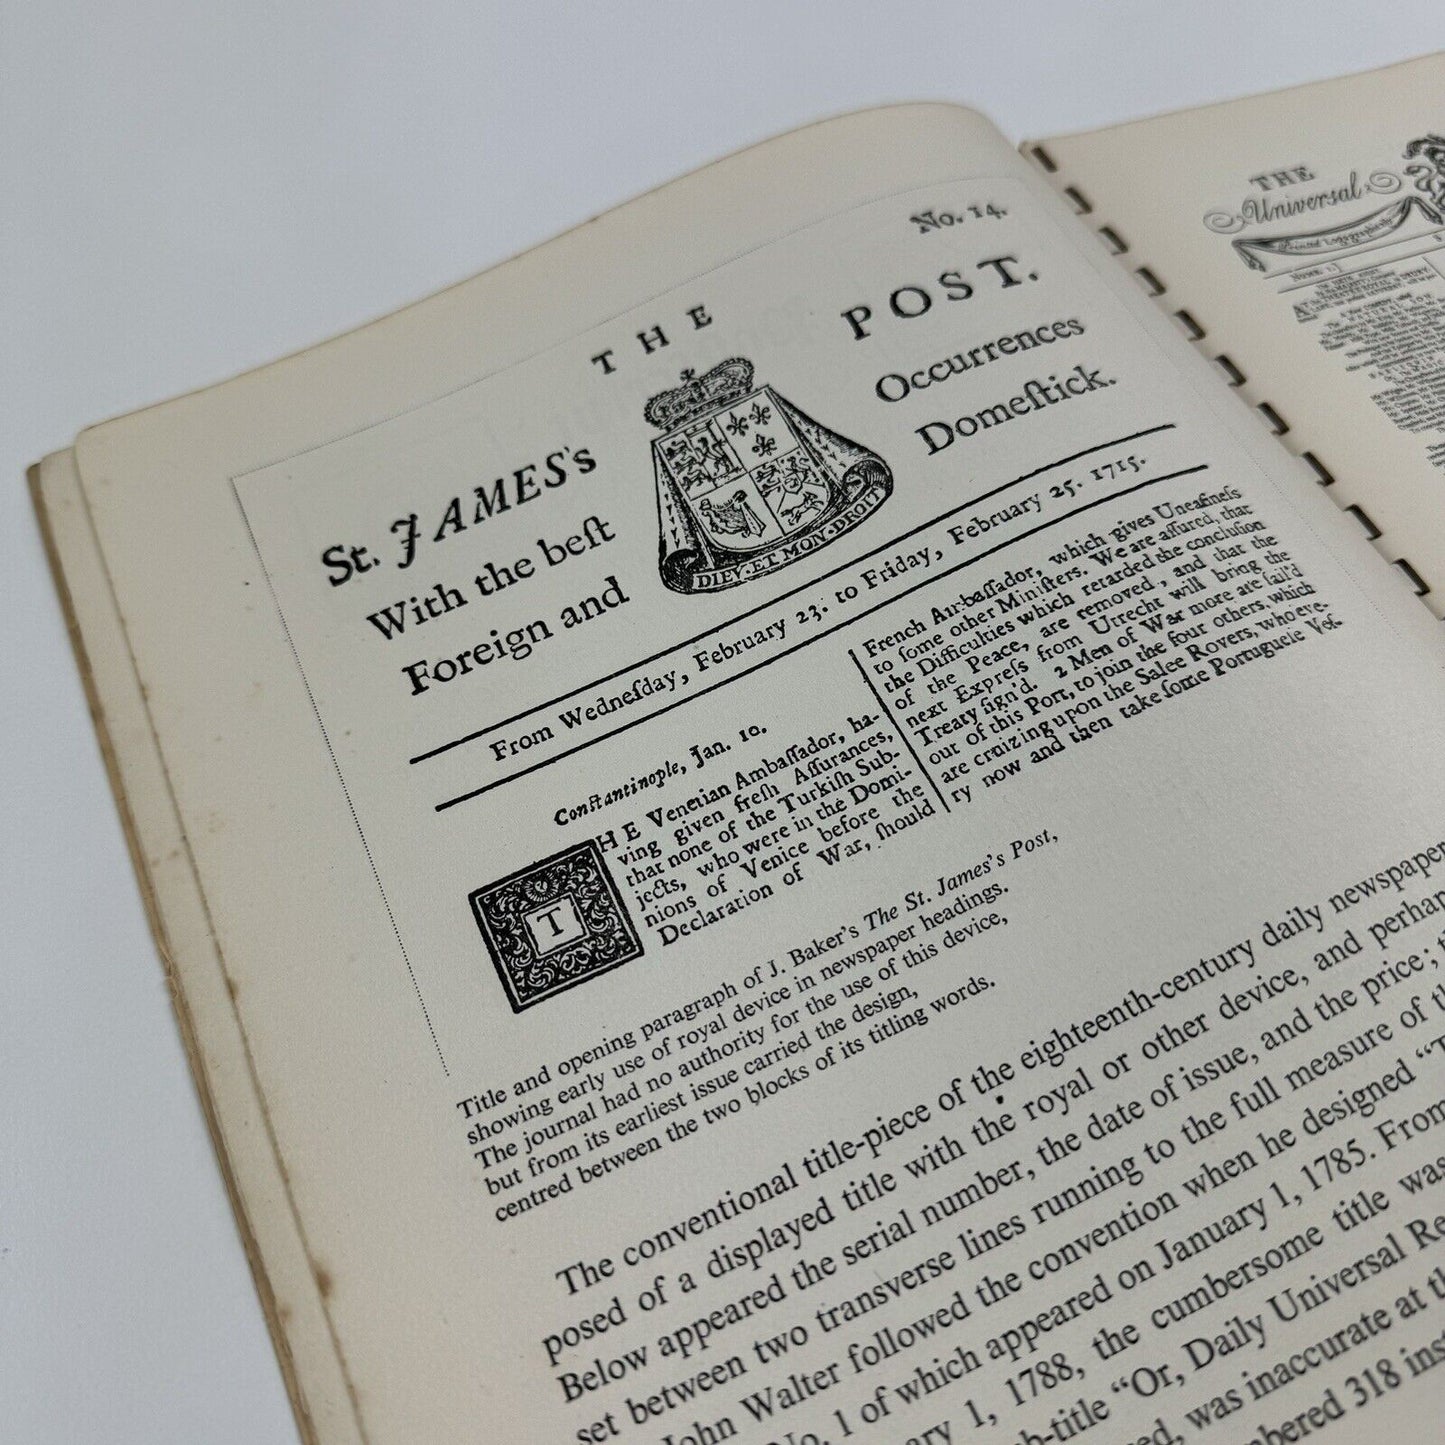 No. 14.
THE
St. JAMES's POST.
With the beſt Occurrences
Foreign and Domeſtick.
DIEV·ET MON·DROIT
From Wedneſday, February 23. to Friday, February 25. 1715.
Conſtantinople, Jan. 10.
THE Venetian Ambaſſador, ha-
ving given freſh Aſſurances,
that none of the Turkiſh Sub-
jects, who were in the Domi-
nions of Venice before the
Declaration of War, ſhould
French Ambaſſador, which gives Uneaſineſs
to ſome other Miniſters. We are aſſured, that
the Difficulties which retarded the concluſion
of the Peace, are removed, and that the
next Expreſs from Utrecht will bring the
Treaty ſign'd. 2 Men of War more are ſail'd
out of this Port, to join the four others, which
are cruizing upon the Salee Rovers, who eve-
ry now and then take ſome Portugueſe Veſ-
Title and opening paragraph of J. Baker's The St. James's Post,
showing early use of royal device in newspaper headings.
The journal had no authority for the use of this device,
but from its earliest issue carried the design,
centred between the two blocks of its titling words.
The conventional title-piece of the eighteenth-century daily newspaper
posed of a displayed title with the royal or other device, and perhap
Below appeared the serial number, the date of issue, and the price;
set between two transverse lines running to the full measure of
John Walter followed the convention when he designed "T
No. 1 of which appeared on January 1, 1785. From
ry 1, 1788, the cumbersome title was
b-title "Or, Daily Universal Re
ed, was inaccurate at th
bered 318 inst
THE
Universal
Printed Logographically